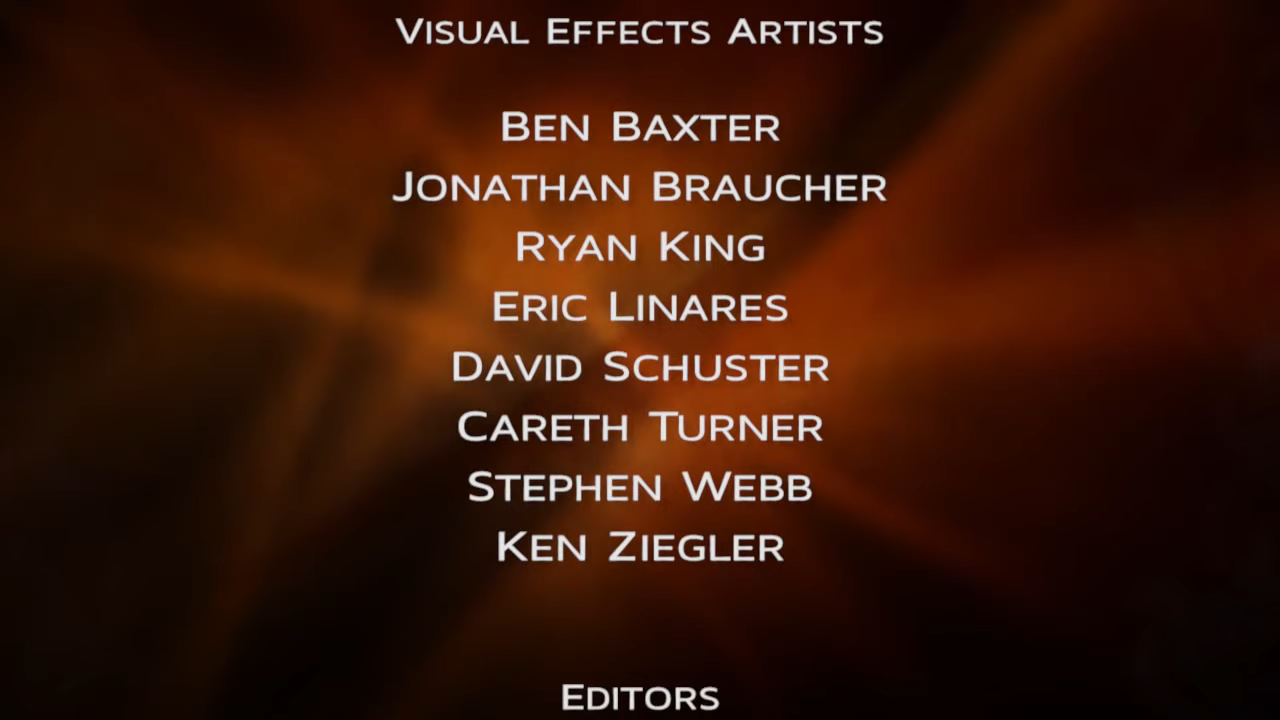 Visual Effects Artists
Ben Baxter
Jonathan Braucher
Ryan King
Eric Linares
David Schuster
Careth Turner
Stephen Webb
Ken Ziegler
Editors